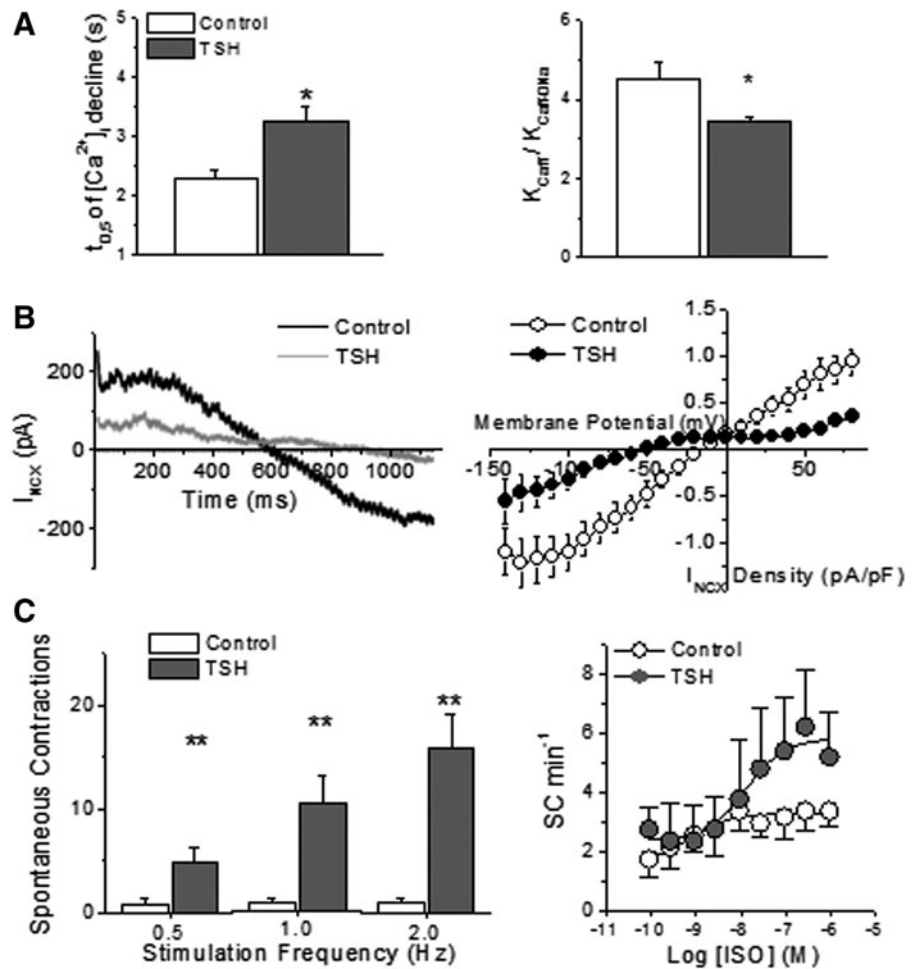 A
Control
TSH
t0,5 of [Ca2+]i decline (s)
5
4
3
2
1
*
KCaff / KCaff0Na
6
4
2
0
*
B
Control
TSH
INCX (pA)
200
0
-200
200
400
600
800
1000
Time (ms)
Control
TSH
Membrane Potential (mV)
-150
-100
-50
50
1.5
1.0
0.5
-0.5
-1.0
INCX Density (pA/pF)
C
Control
TSH
Spontaneous Contractions
20
10
0
**
**
**
0.5
1.0
2.0
Stimulation Frequency (Hz)
Control
TSH
SC min-1
8
6
4
2
0
-11
-10
-9
-8
-7
-6
-5
Log [ISO] (M)